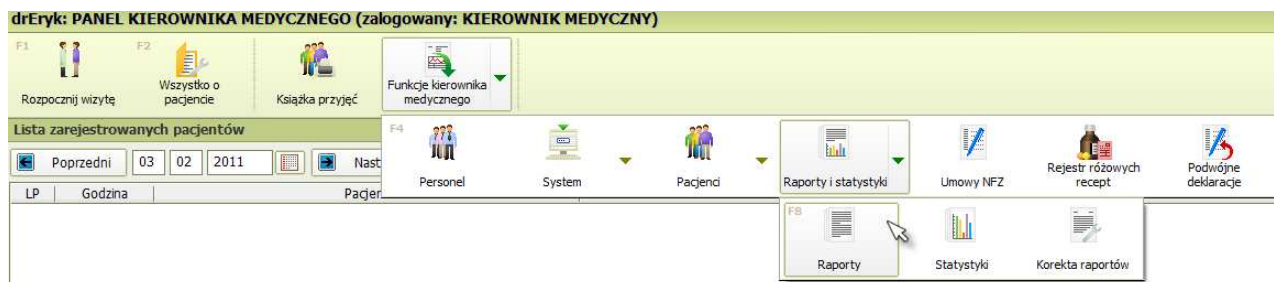 drEryk: PANEL KIEROWNIKA MEDYCZNEGO (zalogowany: KIEROWNIK MEDYCZNY)
F1
Rozpocznij wizytę
F2
Wszystko o
pacjencie
Książka przyjęć
Funkcje kierownika
medycznego
Lista zarejestrowanych pacjentów
Poprzedni 03 02 2011 Nast
LP Godzina Pacjen
F4
Personel
System
Pacjenci
Raporty i statystyki
Umowy NFZ
Rejestr różowych
recept
Podwójne
deklaracje
F8
Raporty
Statystyki
Korekta raportów